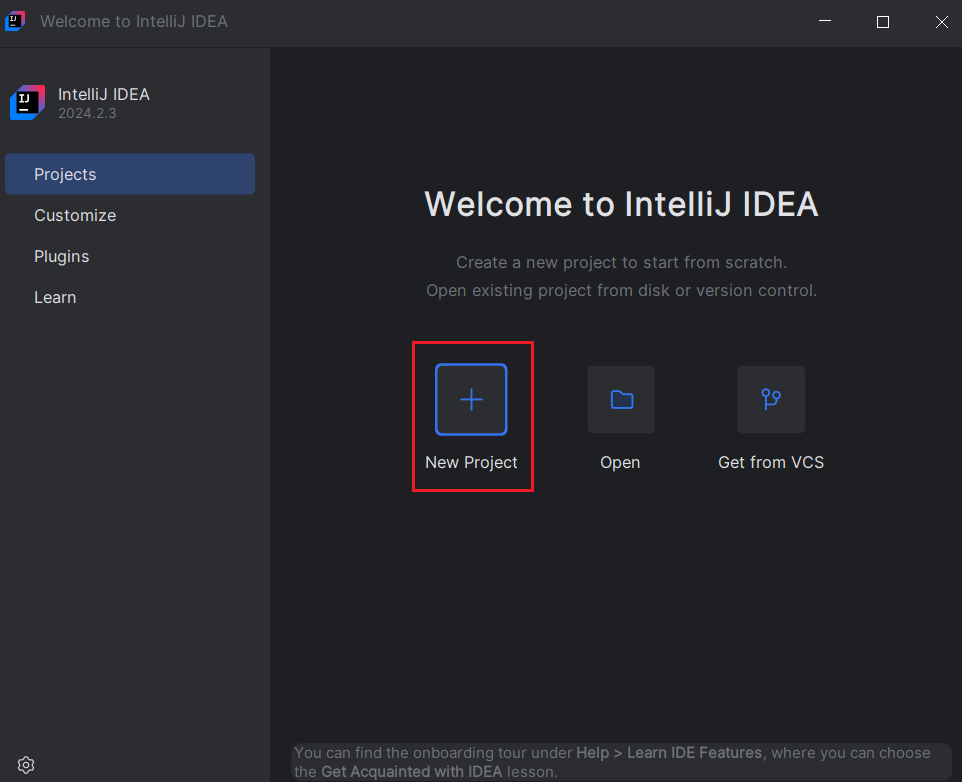 Welcome to IntelliJ IDEA
IJ
IntelliJ IDEA
2024.2.3
Projects
Customize
Plugins
Learn
Welcome to IntelliJ IDEA
Create a new project to start from scratch.
Open existing project from disk or version control.
New Project
Open
Get from VCS
You can find the onboarding tour under Help > Learn IDE Features, where you can choose
the Get Acquainted with IDEA lesson.